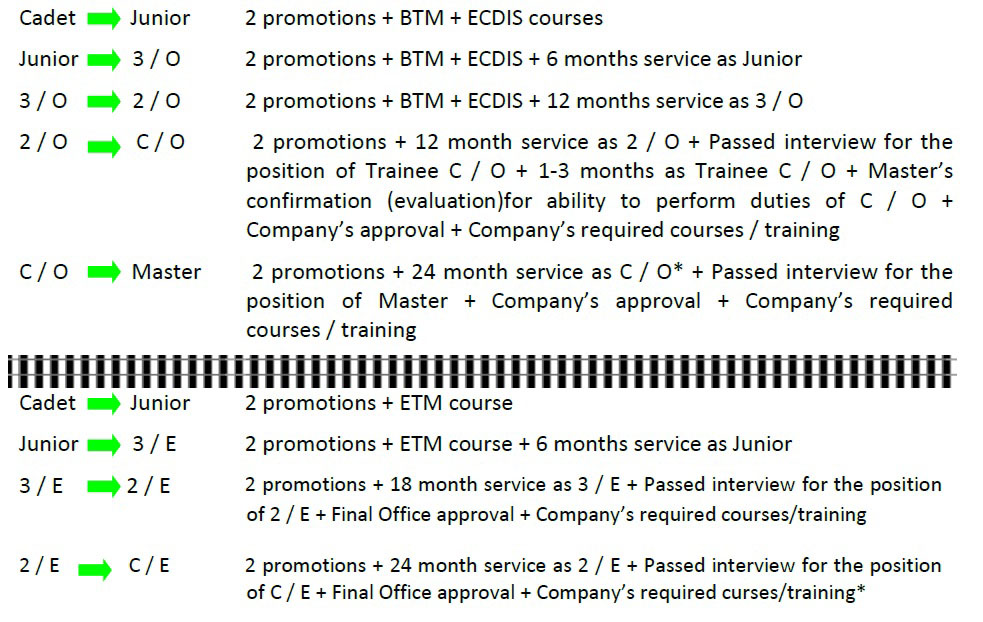 Cadet Junior 2 promotions + BTM + ECDIS courses
Junior 3 / O 2 promotions + BTM + ECDIS + 6 months service as Junior
3 / O 2 / O 2 promotions + BTM + ECDIS + 12 months service as 3 / O
2 / O C / O 2 promotions + 12 month service as 2 / O + Passed interview for the
position of Trainee C / O + 1-3 months as Trainee C / O + Master’s
confirmation (evaluation)for ability to perform duties of C / O +
Company’s approval + Company’s required courses / training
C / O Master 2 promotions + 24 month service as C / O* + Passed interview for the
position of Master + Company’s approval + Company’s required
courses / training
Cadet Junior 2 promotions + ETM course
Junior 3 / E 2 promotions + ETM course + 6 months service as Junior
3 / E 2 / E 2 promotions + 18 month service as 3 / E + Passed interview for the position
of 2 / E + Final Office approval + Company’s required courses/training
2 / E C / E 2 promotions + 24 month service as 2 / E + Passed interview for the position
of C / E + Final Office approval + Company’s required curses/training*